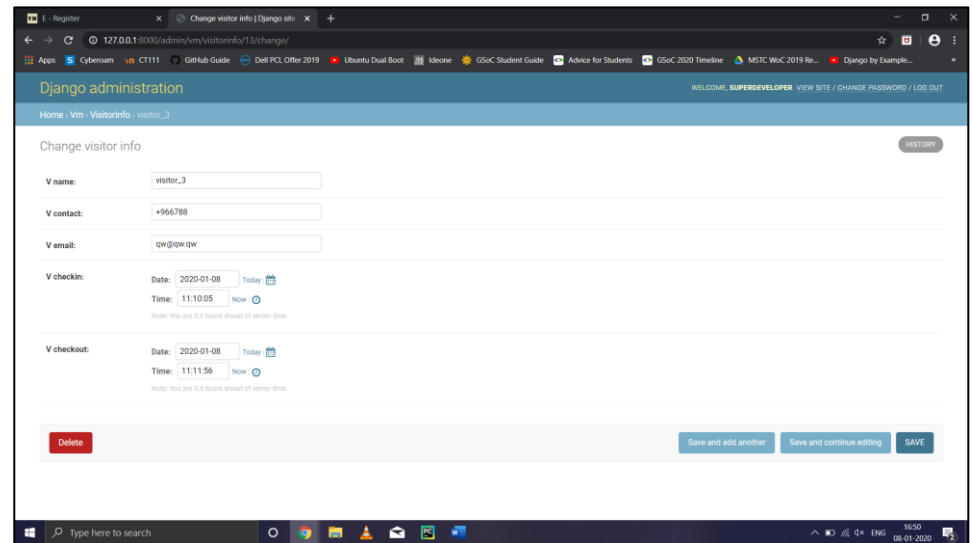 VM E - Register Change visitor info | Django site
127.0.0.1:8000/admin/vm/visitorinfo/13/change/
Apps S Cyberoam CT111 GitHub Guide Dell PCL Offer 2019 Ubuntu Dual Boot Ideone GSoC Student Guide Advice for Students GSoC 2020 Timeline MSTC WoC 2019 Re... Django by Example...
Django administration WELCOME, SUPERDEVELOPER. VIEW SITE / CHANGE PASSWORD / LOG OUT
Home › Vm › VisitorInfo › visitor_3
Change visitor info HISTORY
V name: visitor_3
V contact: +966788
V email: qw@qw.qw
V checkin: Date: 2020-01-08 Today |
Time: 11:10:05 Now |
Note: You are 5.5 hours ahead of server time.
V checkout: Date: 2020-01-08 Today |
Time: 11:11:56 Now |
Note: You are 5.5 hours ahead of server time.
Delete Save and add another Save and continue editing SAVE
Type here to search ENG 16:50
08-01-2020